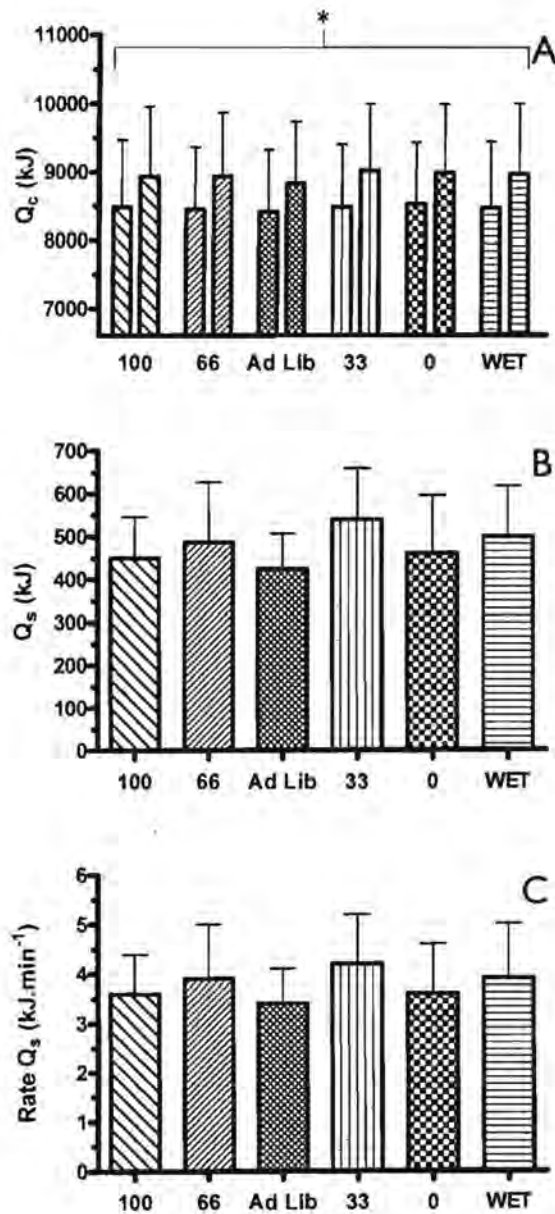 *
A
11000
10000
9000
8000
7000
Qc (kJ)
100 66 Ad Lib 33 0 WET
B
700
600
500
400
300
200
100
0
Qs (kJ)
100 66 Ad Lib 33 0 WET
C
6
5
4
3
2
1
0
Rate Qs (kJ.min⁻¹)
100 66 Ad Lib 33 0 WET